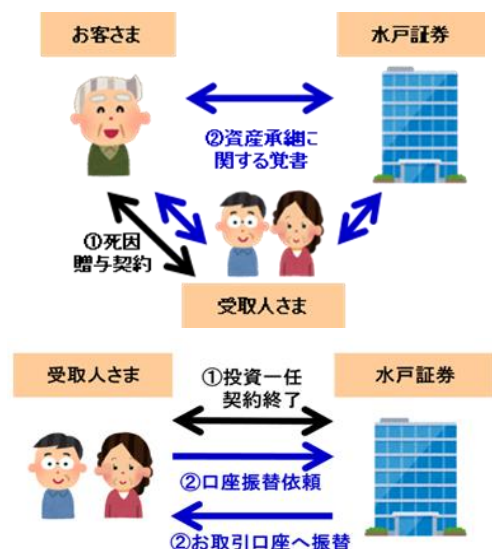 お客さま
水戸証券
②資産承継に
関する覚書
①死因
贈与契約
受取人さま
受取人さま
①投資一任
契約終了
水戸証券
②口座振替依頼
②お取引口座へ振替